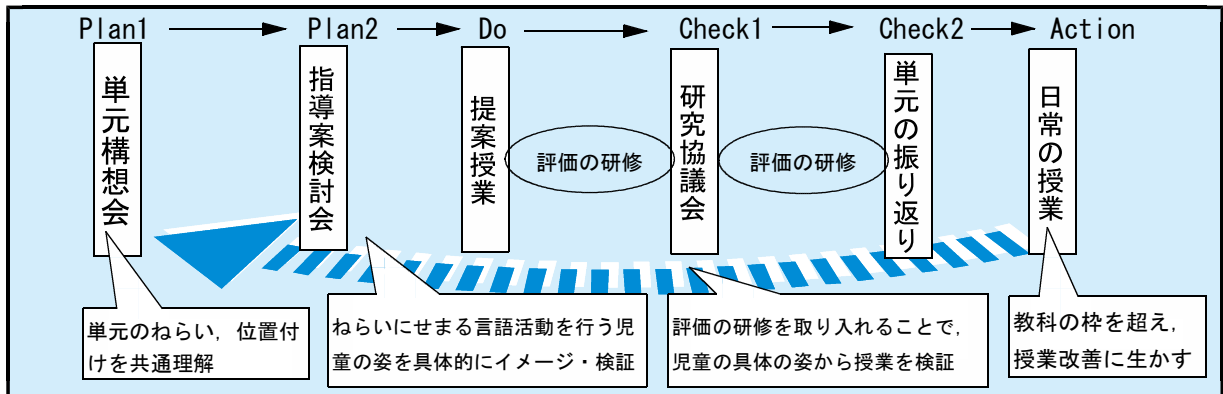 Plan1 Plan2 Do Check1 Check2 Action
単元構想会
指導案検討会
提案授業
評価の研修
研究協議会
評価の研修
単元の振り返り
日常の授業
単元のねらい，位置付
けを共通理解
ねらいにせまる言語活動を行う児
童の姿を具体的にイメージ・検証
評価の研修を取り入れることで，
児童の具体の姿から授業を検証
教科の枠を超え，
授業改善に生かす